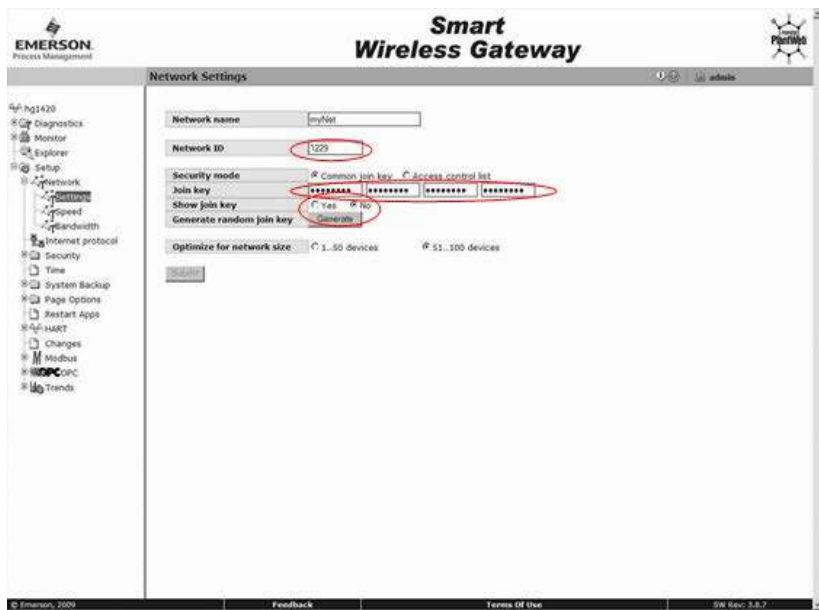 EMERSON
Process Management
Smart
Wireless Gateway
PlantWeb
Network Settings
admin
hg1420
Diagnostics
Monitor
Explorer
Setup
Network
Settings
Speed
Bandwidth
Internet protocol
Security
Time
System Backup
Page Options
Restart Apps
HART
Changes
Modbus
OPC OPC
Trends
Network name myNet
Network ID 1229
Security mode Common join key Access control list
Join key •••••••• •••••••• •••••••• ••••••••
Show join key Yes No
Generate random join key Generate
Optimize for network size 1..50 devices 51..100 devices
Submit
© Emerson, 2009 Feedback Terms Of Use SW Rev: 3.8.7